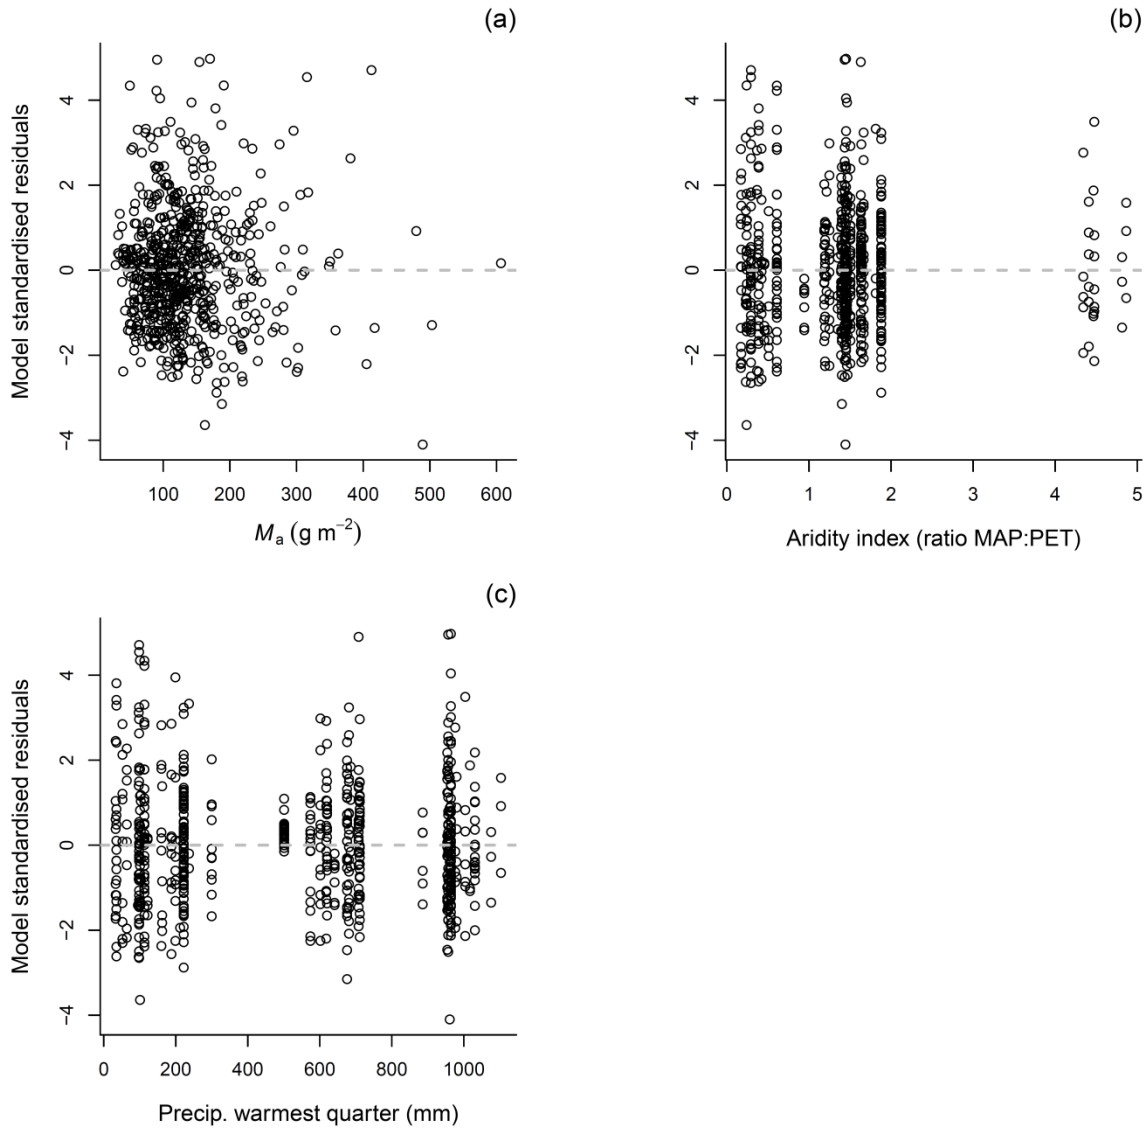 (a)
Model standardised residuals
4
2
0
−2
−4
100 200 300 400 500 600
Mₐ (g m⁻²)
(b)
4
2
0
−2
−4
0 1 2 3 4 5
Aridity index (ratio MAP:PET)
(c)
Model standardised residuals
4
2
0
−2
−4
0 200 400 600 800 1000
Precip. warmest quarter (mm)